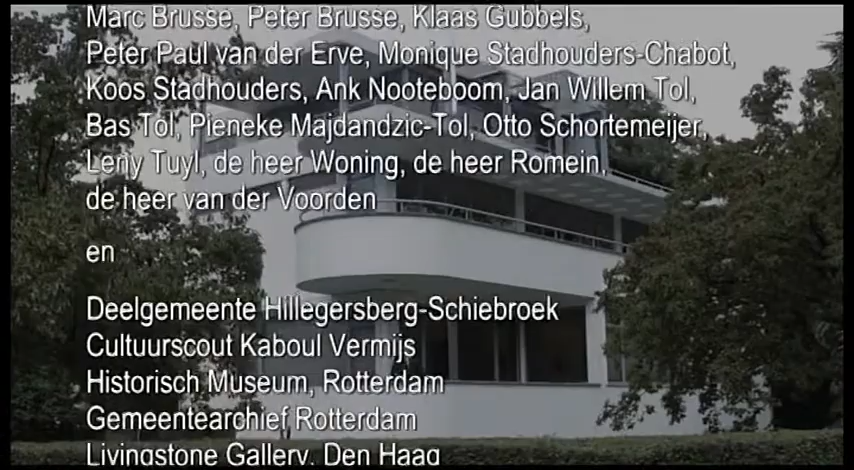 Marc Brusse, Peter Brusse, Klaas Gubbels,
Peter Paul van der Erve, Monique Stadhouders-Chabot,
Koos Stadhouders, Ank Nooteboom, Jan Willem Tol,
Bas Tol, Pieneke Majdandzic-Tol, Otto Schortemeijer,
Leny Tuyl, de heer Woning, de heer Romein,
de heer van der Voorden
en
Deelgemeente Hillegersberg-Schiebroek
Cultuurscout Kaboul Vermijs
Historisch Museum, Rotterdam
Gemeentearchief Rotterdam
Livingstone Gallery, Den Haag